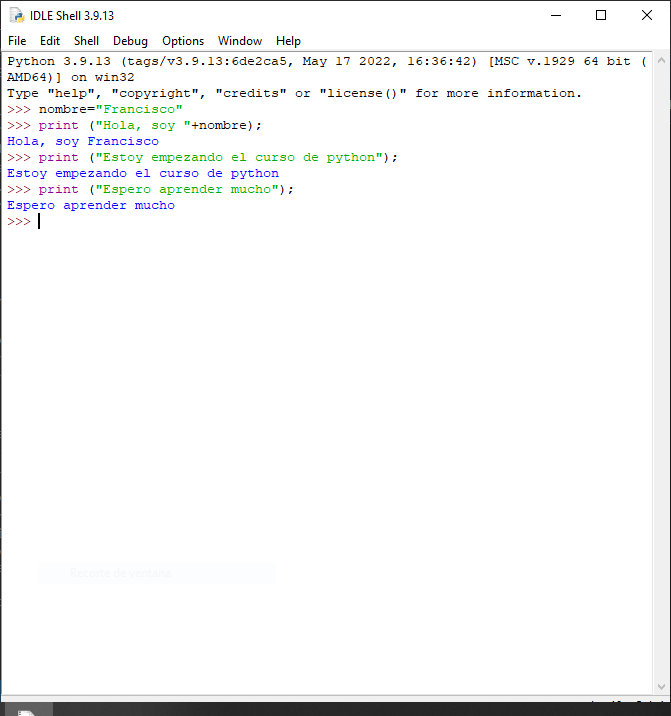 IDLE Shell 3.9.13
File Edit Shell Debug Options Window Help
Python 3.9.13 (tags/v3.9.13:6de2ca5, May 17 2022, 16:36:42) [MSC v.1929 64 bit (
AMD64)] on win32
Type "help", "copyright", "credits" or "license()" for more information.
>>> nombre="Francisco"
>>> print ("Hola, soy "+nombre);
Hola, soy Francisco
>>> print ("Estoy empezando el curso de python");
Estoy empezando el curso de python
>>> print ("Espero aprender mucho");
Espero aprender mucho
>>>